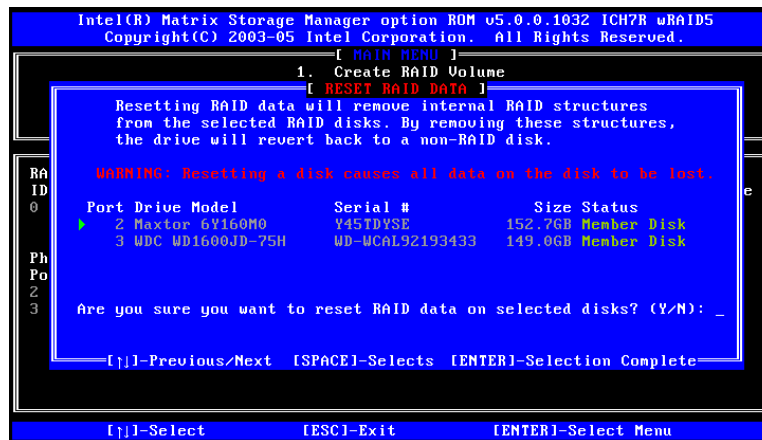 Intel(R) Matrix Storage Manager option ROM v5.0.0.1032 ICH7R wRAID5
Copyright(C) 2003-05 Intel Corporation. All Rights Reserved.
[ MAIN MENU ]
1. Create RAID Volume
[ RESET RAID DATA ]
Resetting RAID data will remove internal RAID structures
from the selected RAID disks. By removing these structures,
the drive will revert back to a non-RAID disk.
RA WARNING: Resetting a disk causes all data on the disk to be lost.
ID e
0 Port Drive Model Serial # Size Status
2 Maxtor 6Y160M0 Y45TDYSE 152.7GB Member Disk
3 WDC WD1600JD-75H WD-WCAL92193433 149.0GB Member Disk
Ph
Po
2
3 Are you sure you want to reset RAID data on selected disks? (Y/N): _
[↑↓]-Previous/Next [SPACE]-Selects [ENTER]-Selection Complete
[↑↓]-Select [ESC]-Exit [ENTER]-Select Menu